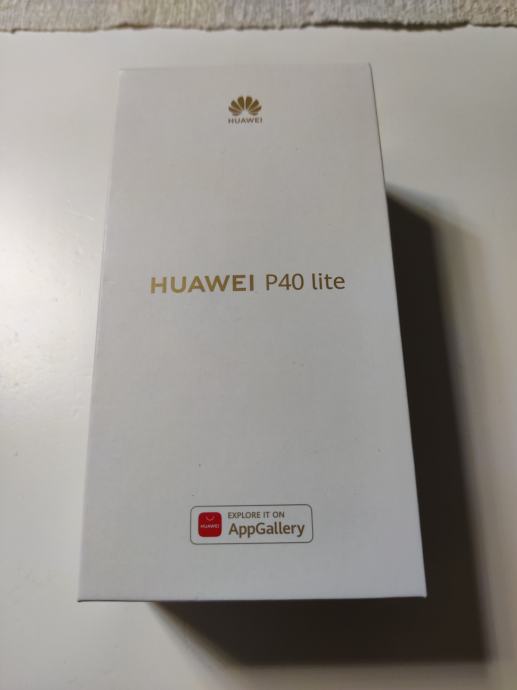 HUAWEI
HUAWEI P40 lite
EXPLORE IT ON
HUAWEI
AppGallery